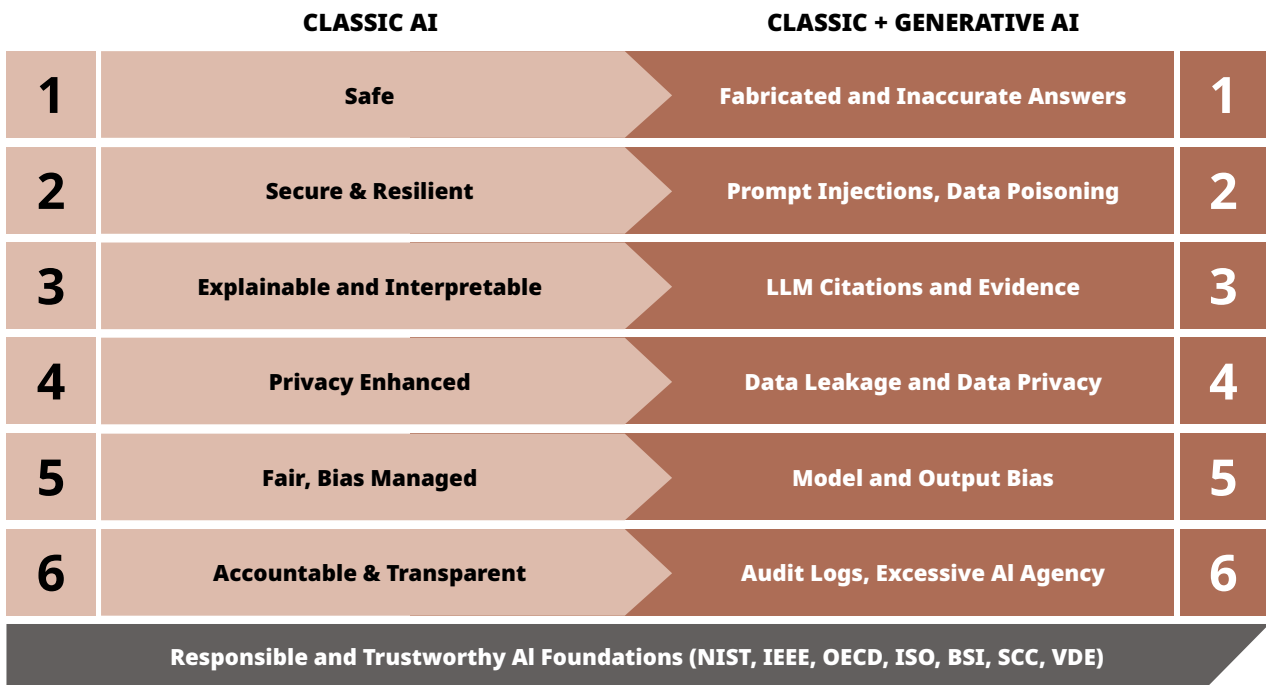 CLASSIC AI
CLASSIC + GENERATIVE AI
1
Safe
Fabricated and Inaccurate Answers
1
2
Secure & Resilient
Prompt Injections, Data Poisoning
2
3
Explainable and Interpretable
LLM Citations and Evidence
3
4
Privacy Enhanced
Data Leakage and Data Privacy
4
5
Fair, Bias Managed
Model and Output Bias
5
6
Accountable & Transparent
Audit Logs, Excessive AI Agency
6
Responsible and Trustworthy AI Foundations (NIST, IEEE, OECD, ISO, BSI, SCC, VDE)